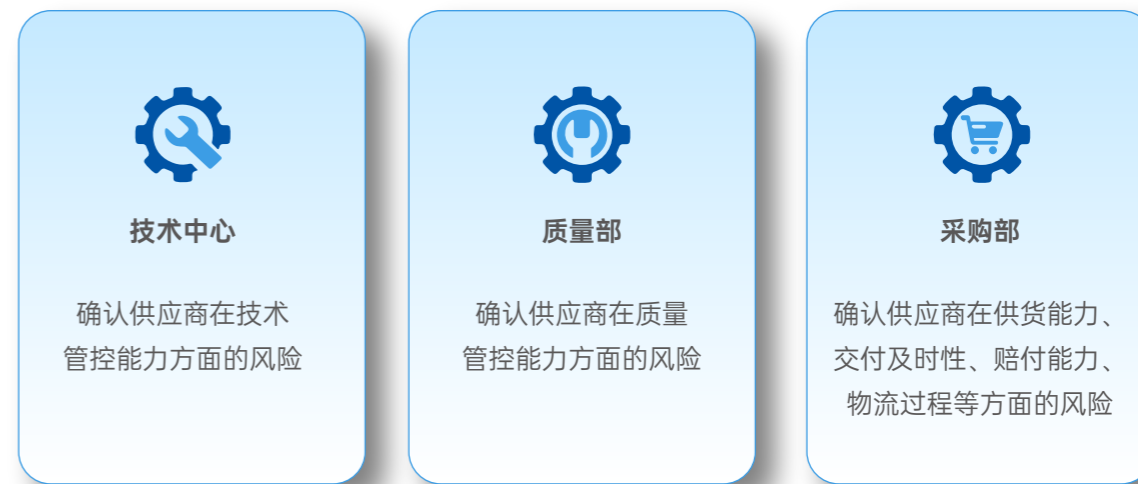 技术中心
确认供应商在技术
管控能力方面的风险
质量部
确认供应商在质量
管控能力方面的风险
采购部
确认供应商在供货能力、
交付及时性、赔付能力、
物流过程等方面的风险